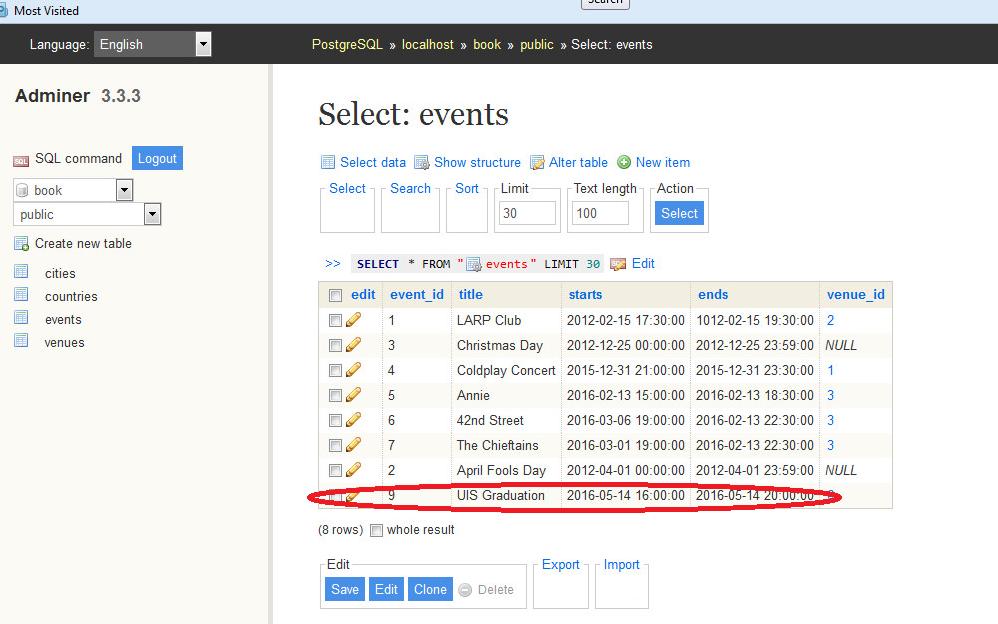 Most Visited
Search
Language: English
PostgreSQL » localhost » book » public » Select: events
Adminer 3.3.3
SQL SQL command Logout
book
public
Create new table
cities
countries
events
venues
Select: events
Select data Show structure Alter table New item
Select Search Sort Limit Text length Action
30 100 Select
>> SELECT * FROM "events" LIMIT 30 Edit
edit event_id title starts ends venue_id
1 LARP Club 2012-02-15 17:30:00 1012-02-15 19:30:00 2
3 Christmas Day 2012-12-25 00:00:00 2012-12-25 23:59:00 NULL
4 Coldplay Concert 2015-12-31 21:00:00 2015-12-31 23:30:00 1
5 Annie 2016-02-13 15:00:00 2016-02-13 18:30:00 3
6 42nd Street 2016-03-06 19:00:00 2016-02-13 22:30:00 3
7 The Chieftains 2016-03-01 19:00:00 2016-02-13 22:30:00 3
2 April Fools Day 2012-04-01 00:00:00 2012-04-01 23:59:00 NULL
9 UIS Graduation 2016-05-14 16:00:00 2016-05-14 20:00:00
(8 rows) whole result
Edit Export Import
Save Edit Clone Delete